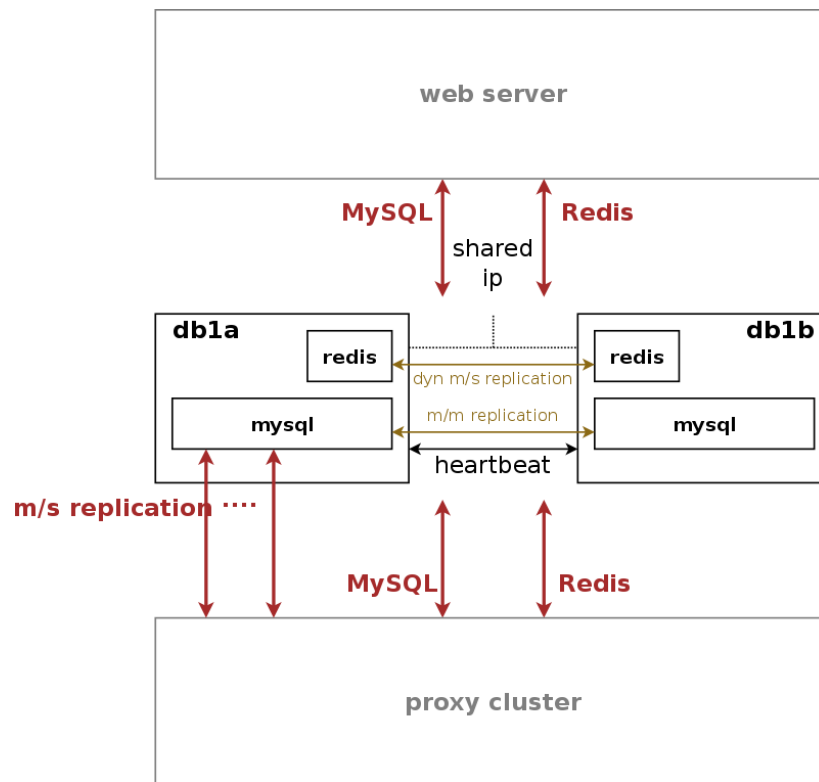 web server
MySQL
Redis
shared
ip
db1a
db1b
redis
redis
dyn m/s replication
m/m replication
mysql
mysql
heartbeat
m/s replication ····
MySQL
Redis
proxy cluster